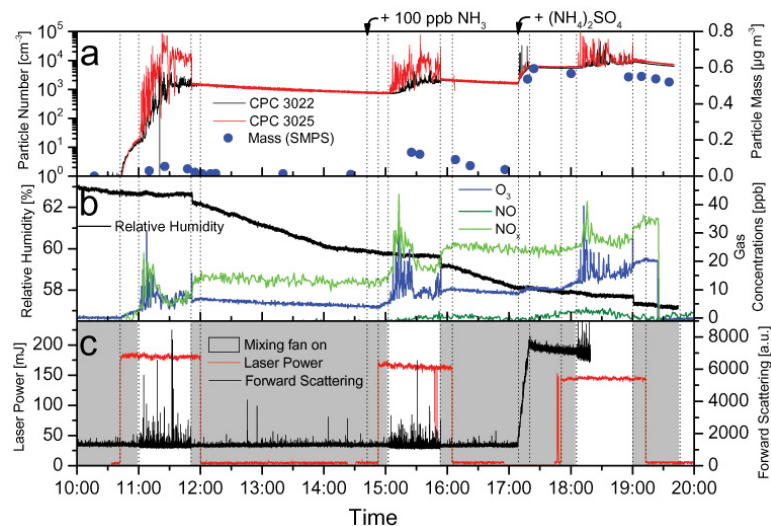 + 100 ppb NH3
+ (NH4)2SO4
a
Particle Number [cm-3]
10^5
10^4
10^3
10^2
10^1
10^0
CPC 3022
CPC 3025
Mass (SMPS)
0.8
0.6
0.4
0.2
0.0
Particle Mass [μg m-3]
b
Relative Humidity [%]
62
60
58
Relative Humidity
O3
NO
NOx
40
30
20
10
0
Gas
Concentrations [ppb]
c
Laser Power [mJ]
200
150
100
50
0
Mixing fan on
Laser Power
Forward Scattering
8000
6000
4000
2000
0
Forward Scattering [a.u.]
10:00 11:00 12:00 13:00 14:00 15:00 16:00 17:00 18:00 19:00 20:00
Time